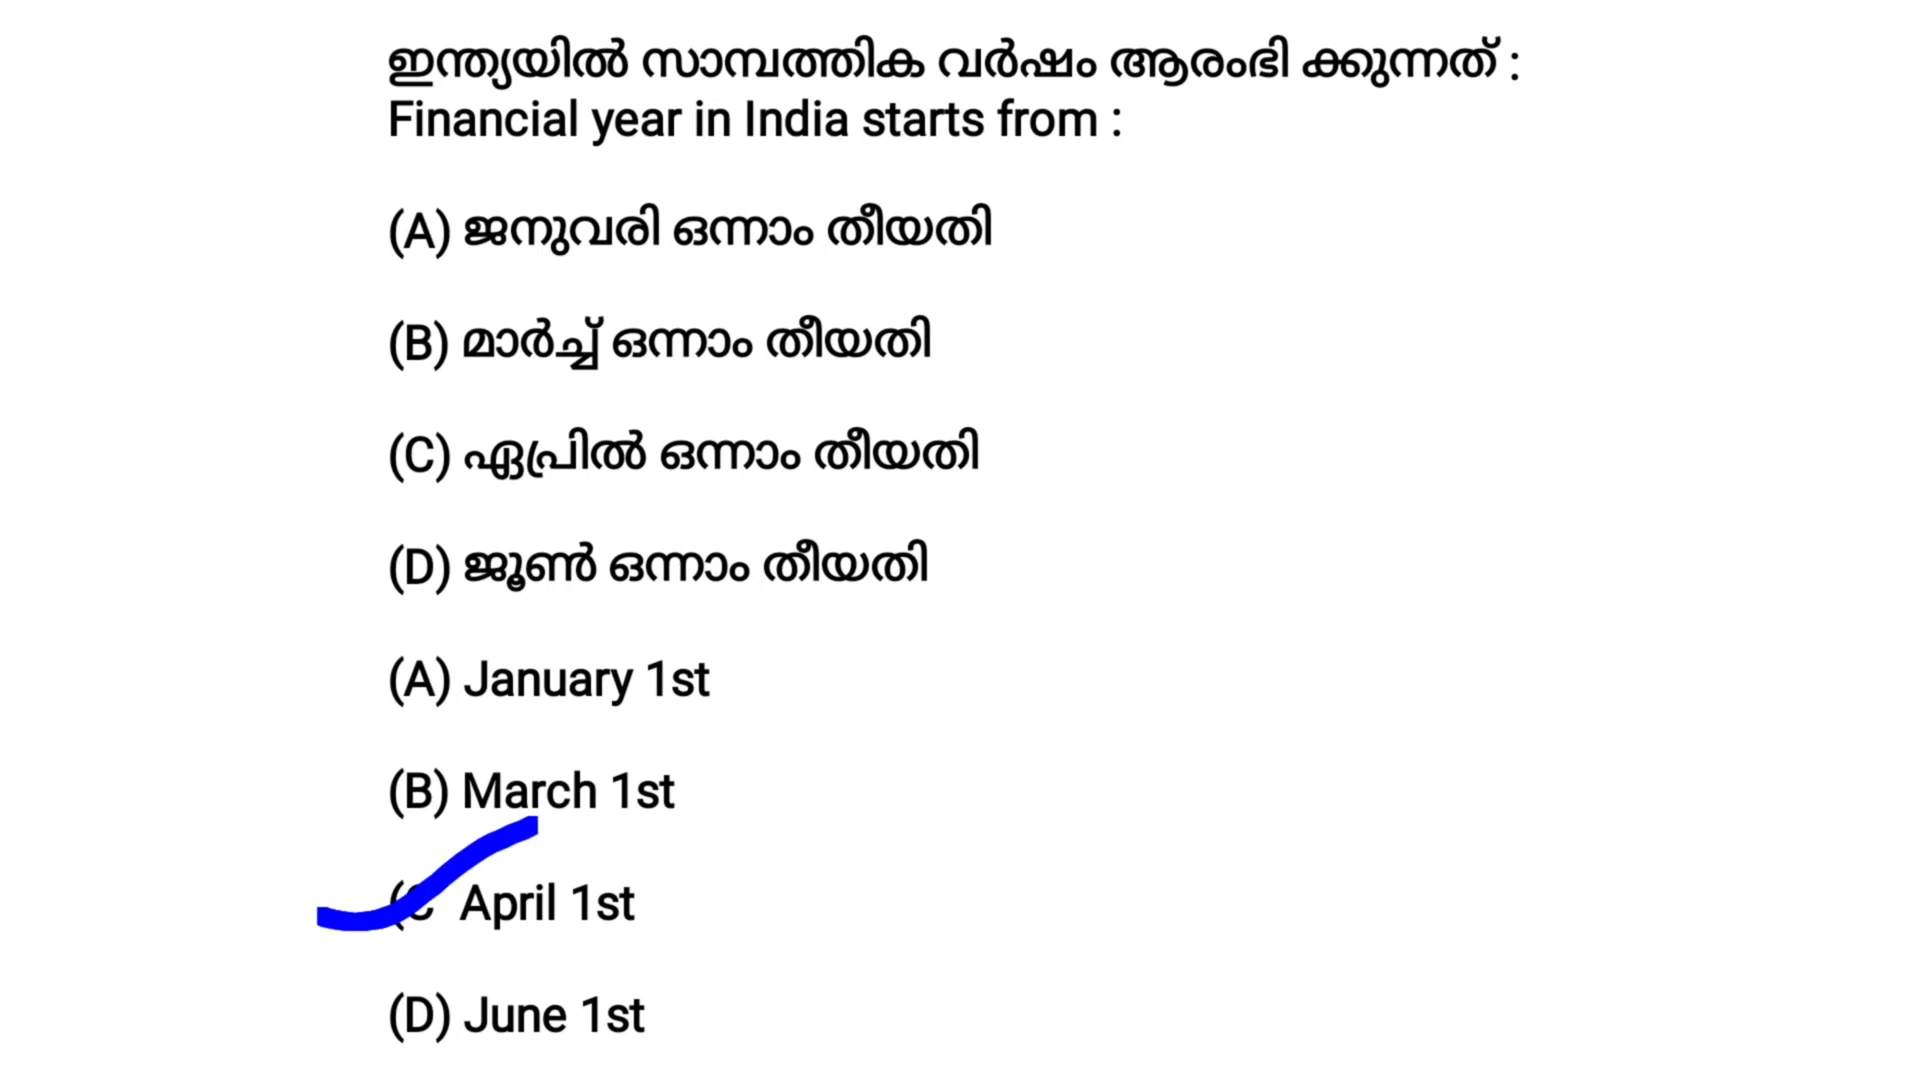 ഇന്ത്യയിൽ സാമ്പത്തിക വർഷം ആരംഭി ക്കുന്നത് :
Financial year in India starts from :
(A) ജനുവരി ഒന്നാം തീയതി
(B) മാർച്ച് ഒന്നാം തീയതി
(C) ഏപ്രിൽ ഒന്നാം തീയതി
(D) ജൂൺ ഒന്നാം തീയതി
(A) January 1st
(B) March 1st
(C April 1st
(D) June 1st